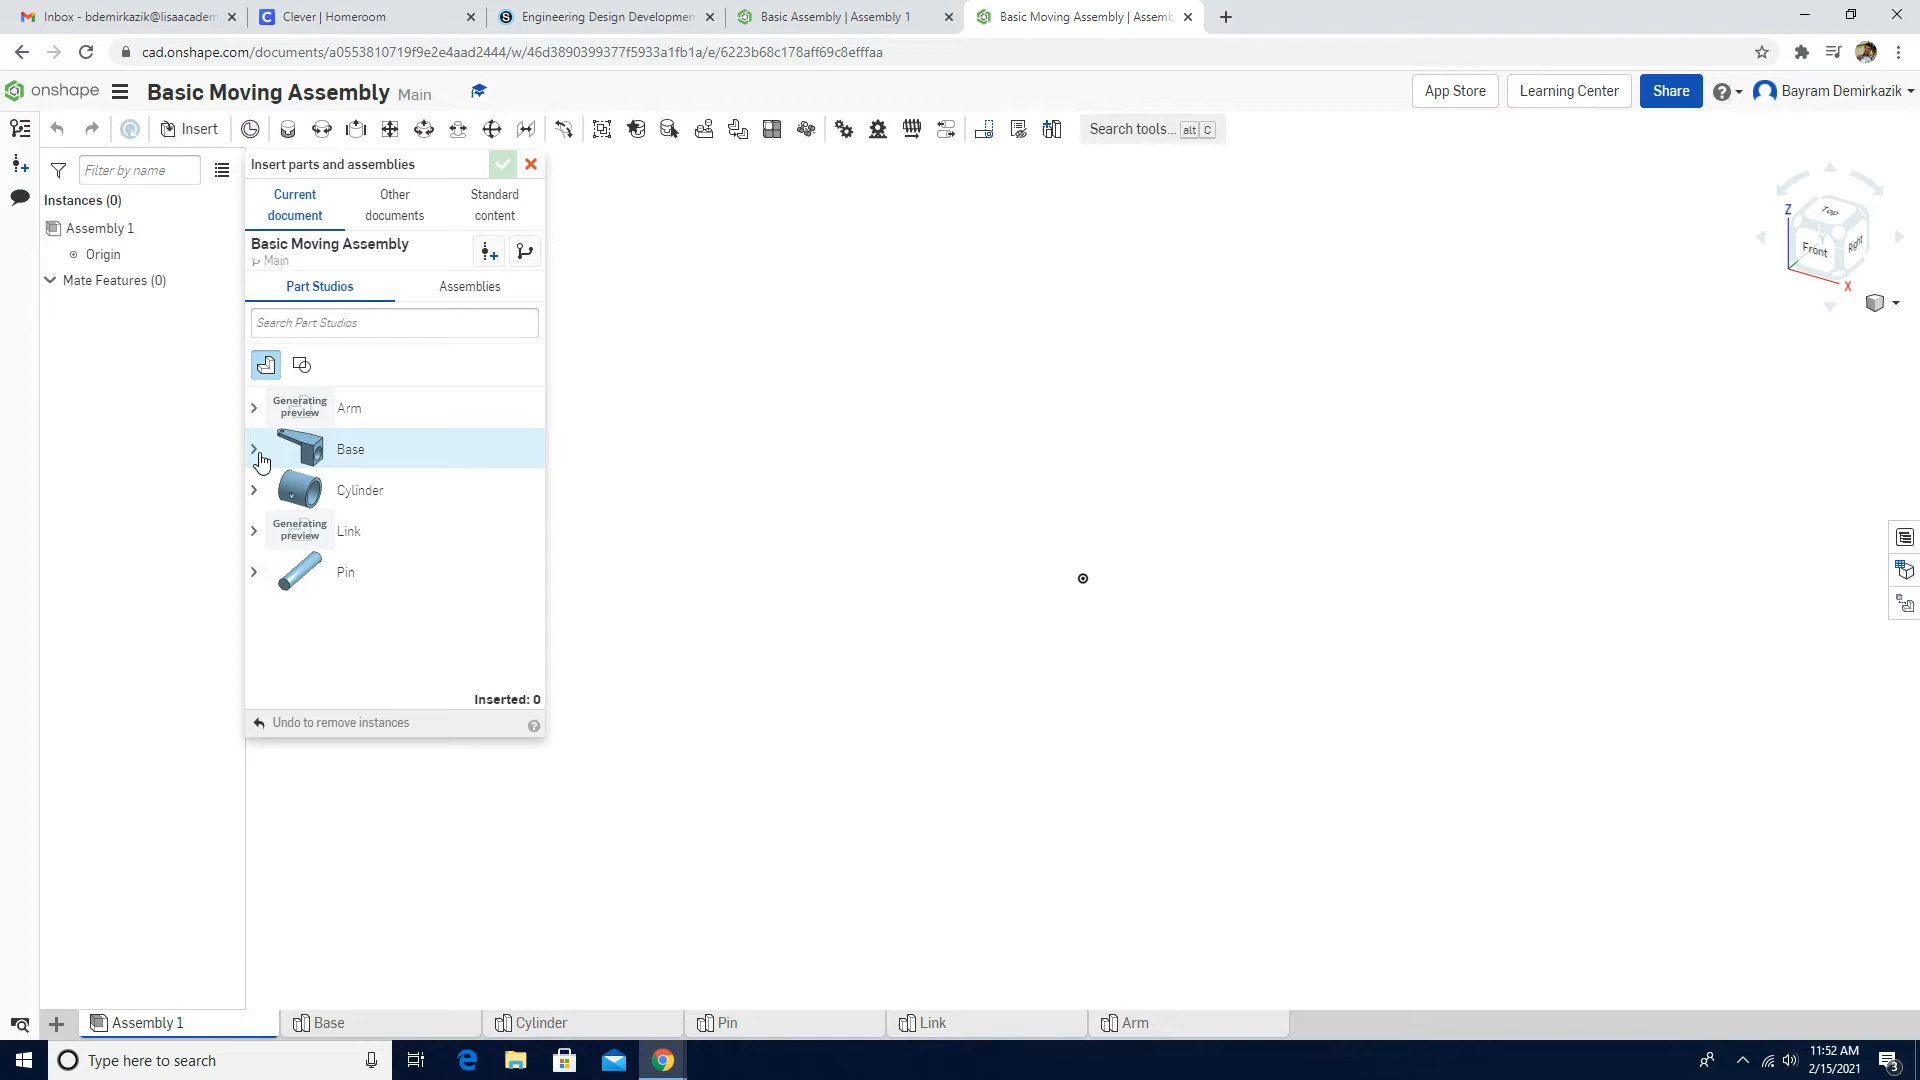 Inbox - bdemirkazik@lisaacadem
Clever | Homeroom
Engineering Design Developmen
Basic Assembly | Assembly 1
Basic Moving Assembly | Assemb
cad.onshape.com/documents/a0553810719f9e2e4aad2444/w/46d3890399377f5933a1fb1a/e/6223b68c178aff69c8efffaa
onshape
Basic Moving Assembly Main
App Store
Learning Center
Share
Bayram Demirkazik
Insert
Search tools... alt C
Filter by name
Instances (0)
Assembly 1
Origin
Mate Features (0)
Insert parts and assemblies
Current document
Other documents
Standard content
Basic Moving Assembly
Main
Part Studios
Assemblies
Search Part Studios
Generating preview
Arm
Base
Cylinder
Generating preview
Link
Pin
Inserted: 0
Undo to remove instances
Top
Front
Right
Z
Y
X
Assembly 1
Base
Cylinder
Pin
Link
Arm
Type here to search
11:52 AM
2/15/2021
3